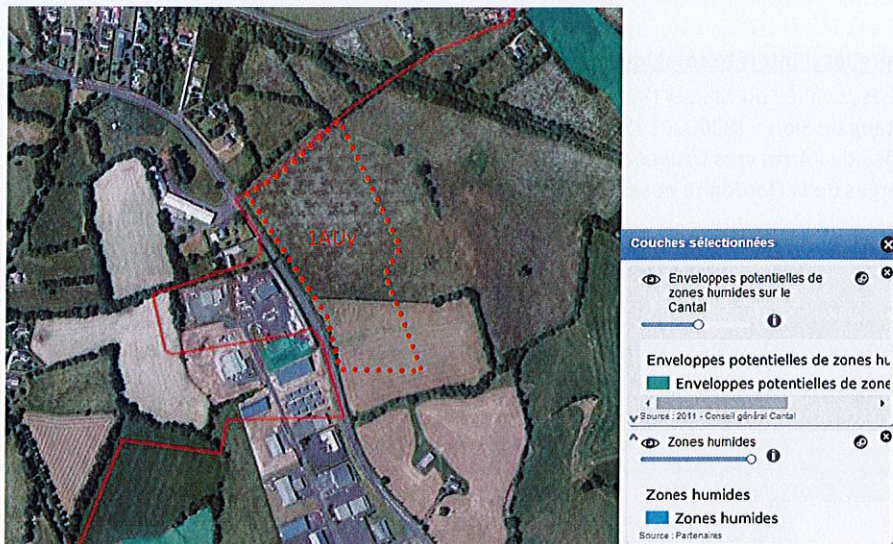 1AUy
Couches sélectionnées
Enveloppes potentielles de
zones humides sur le
Cantal
Enveloppes potentielles de zones hu
Enveloppes potentielles de zone
Source : 2011 - Conseil général Cantal
Zones humides
Zones humides
Zones humides
Source : Partenaires